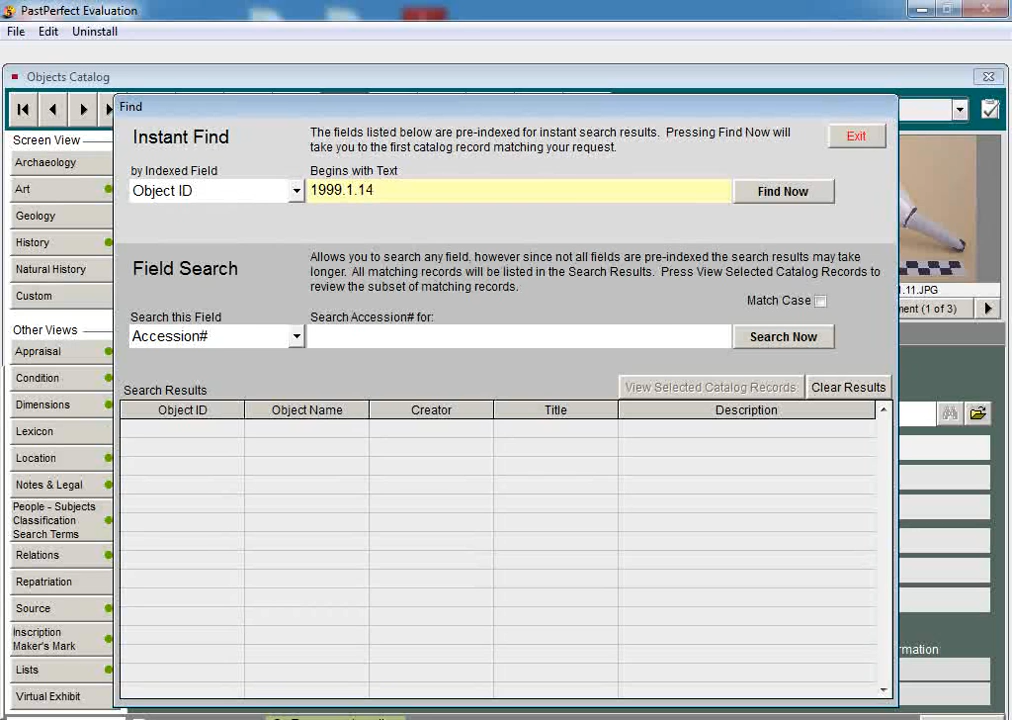 PastPerfect Evaluation
File Edit Uninstall
Objects Catalog
Find
Screen View
Archaeology
Art
Geology
History
Natural History
Custom
Other Views
Appraisal
Condition
Dimensions
Lexicon
Location
Notes & Legal
People - Subjects
Classification
Search Terms
Relations
Repatriation
Source
Inscription
Maker's Mark
Lists
Virtual Exhibit
Instant Find
The fields listed below are pre-indexed for instant search results. Pressing Find Now will
take you to the first catalog record matching your request.
Exit
by Indexed Field
Begins with Text
Object ID
1999.1.14
Find Now
Field Search
Allows you to search any field, however since not all fields are pre-indexed the search results may take
longer. All matching records will be listed in the Search Results. Press View Selected Catalog Records to
review the subset of matching records.
Match Case
Search this Field
Search Accession# for:
Accession#
Search Now
Search Results
View Selected Catalog Records
Clear Results
Object ID Object Name Creator Title Description
1.11.JPG
ment (1 of 3)
rmation